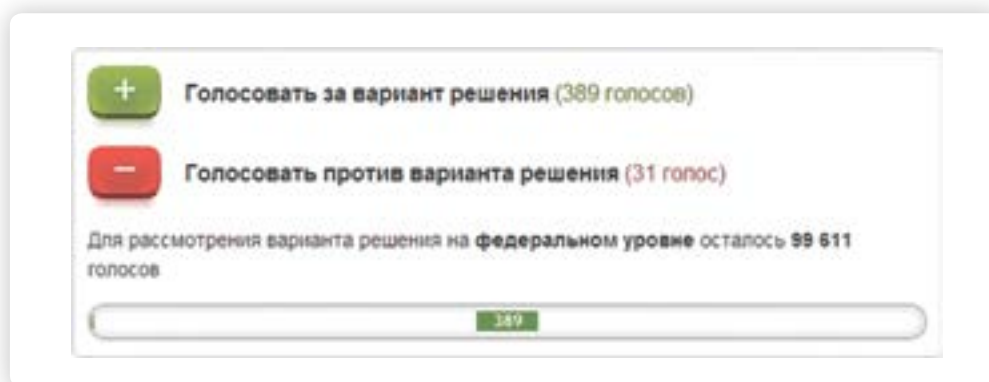 +
Голосовать за вариант решения (389 голосов)
−
Голосовать против варианта решения (31 голос)
Для рассмотрения варианта решения на федеральном уровне осталось 99 611
голосов
389